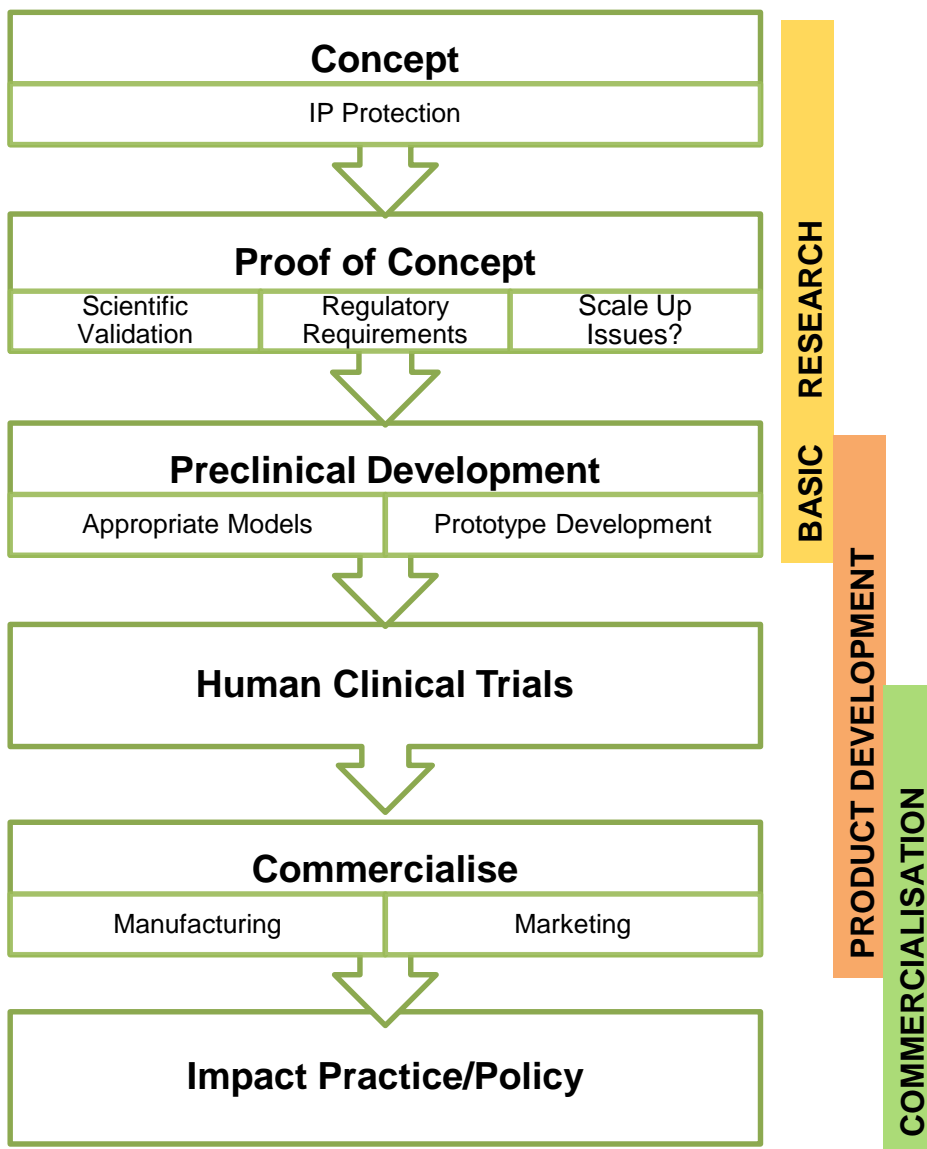 Concept
IP Protection
Proof of Concept
Scientific
Validation
Regulatory
Requirements
Scale Up
Issues?
Preclinical Development
Appropriate Models
Prototype Development
Human Clinical Trials
Commercialise
Manufacturing
Marketing
Impact Practice/Policy
BASIC RESEARCH
PRODUCT DEVELOPMENT
COMMERCIALISATION